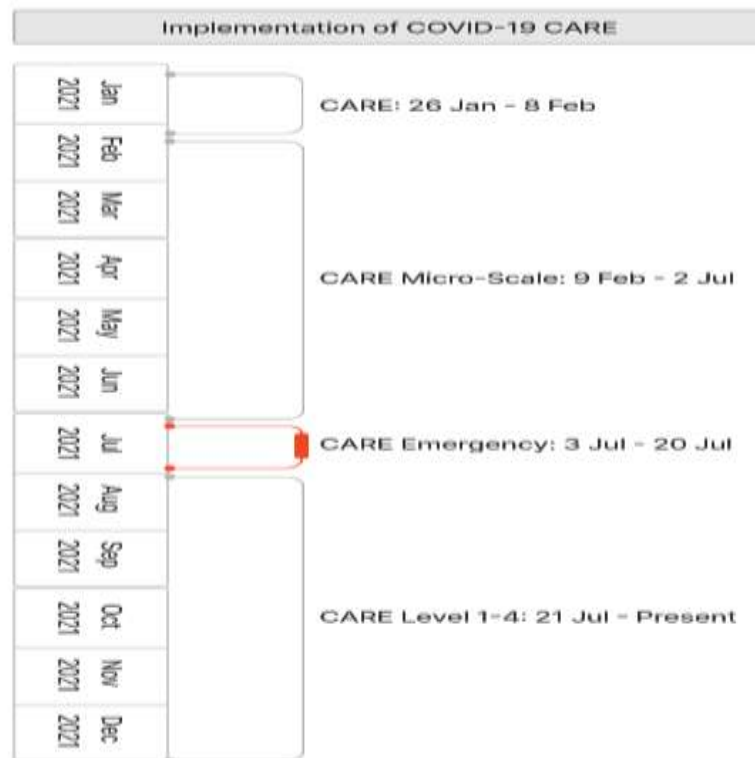 Implementation of COVID-19 CARE
Jan
2021
CARE: 26 Jan - 8 Feb
Feb
2021
Mar
2021
Apr
2021
CARE Micro-Scale: 9 Feb - 2 Jul
May
2021
Jun
2021
Jul
2021
CARE Emergency: 3 Jul - 20 Jul
Aug
2021
Sep
2021
Oct
2021
CARE Level 1-4: 21 Jul - Present
Nov
2021
Dec
2021